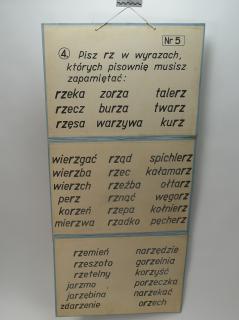 Nr 5
4. Pisz rz w wyrazach,
których pisownię musisz
zapamiętać:
rzeka zorza talerz
rzecz burza twarz
rzęsa warzywa kurz
wierzgać rząd spichlerz
wierzba rzec kałamarz
wierzch rzeźba ołtarz
perz rznąć węgorz
korzeń rzepa kołnierz
mierzwa rzadko pęcherz
rzemień narzędzie
rzeszoto gorzelnia
rzetelny korzyść
jarzmo porzeczka
jarzębina narzekać
zdarzenie orzech